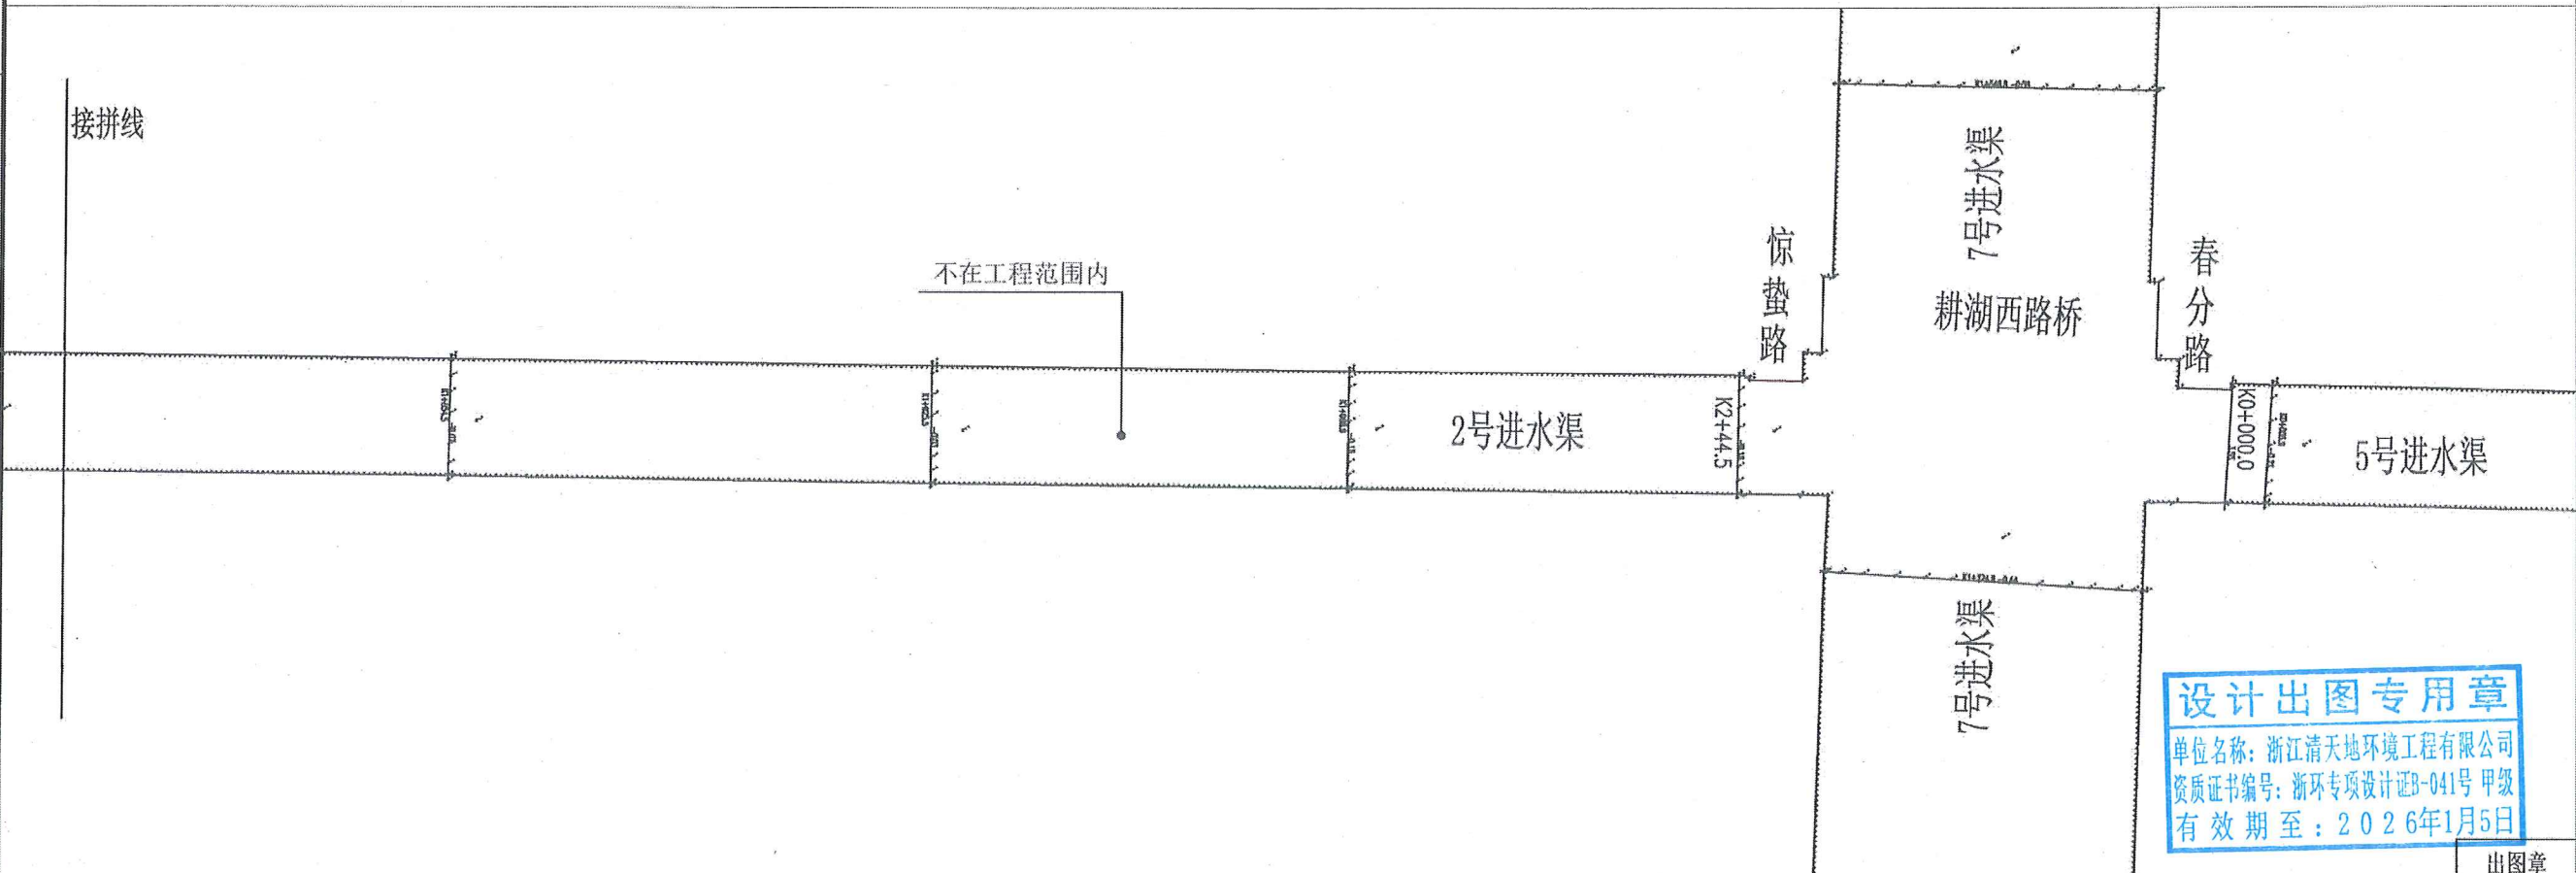 接拼线
不在工程范围内
2号进水渠
K2+44.5
惊蛰路
7号进水渠
耕湖西路桥
春分路
K0+000.0
5号进水渠
7号进水渠
设计出图专用章
单位名称：浙江清天地环境工程有限公司
资质证书编号：浙环专项设计证B-041号 甲级
有效期至：2026年1月5日
出图章